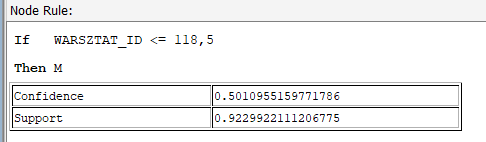 Node Rule:
If WARSZTAT_ID <= 118,5
Then M
Confidence 0.5010955159771786
Support 0.9229922111206775